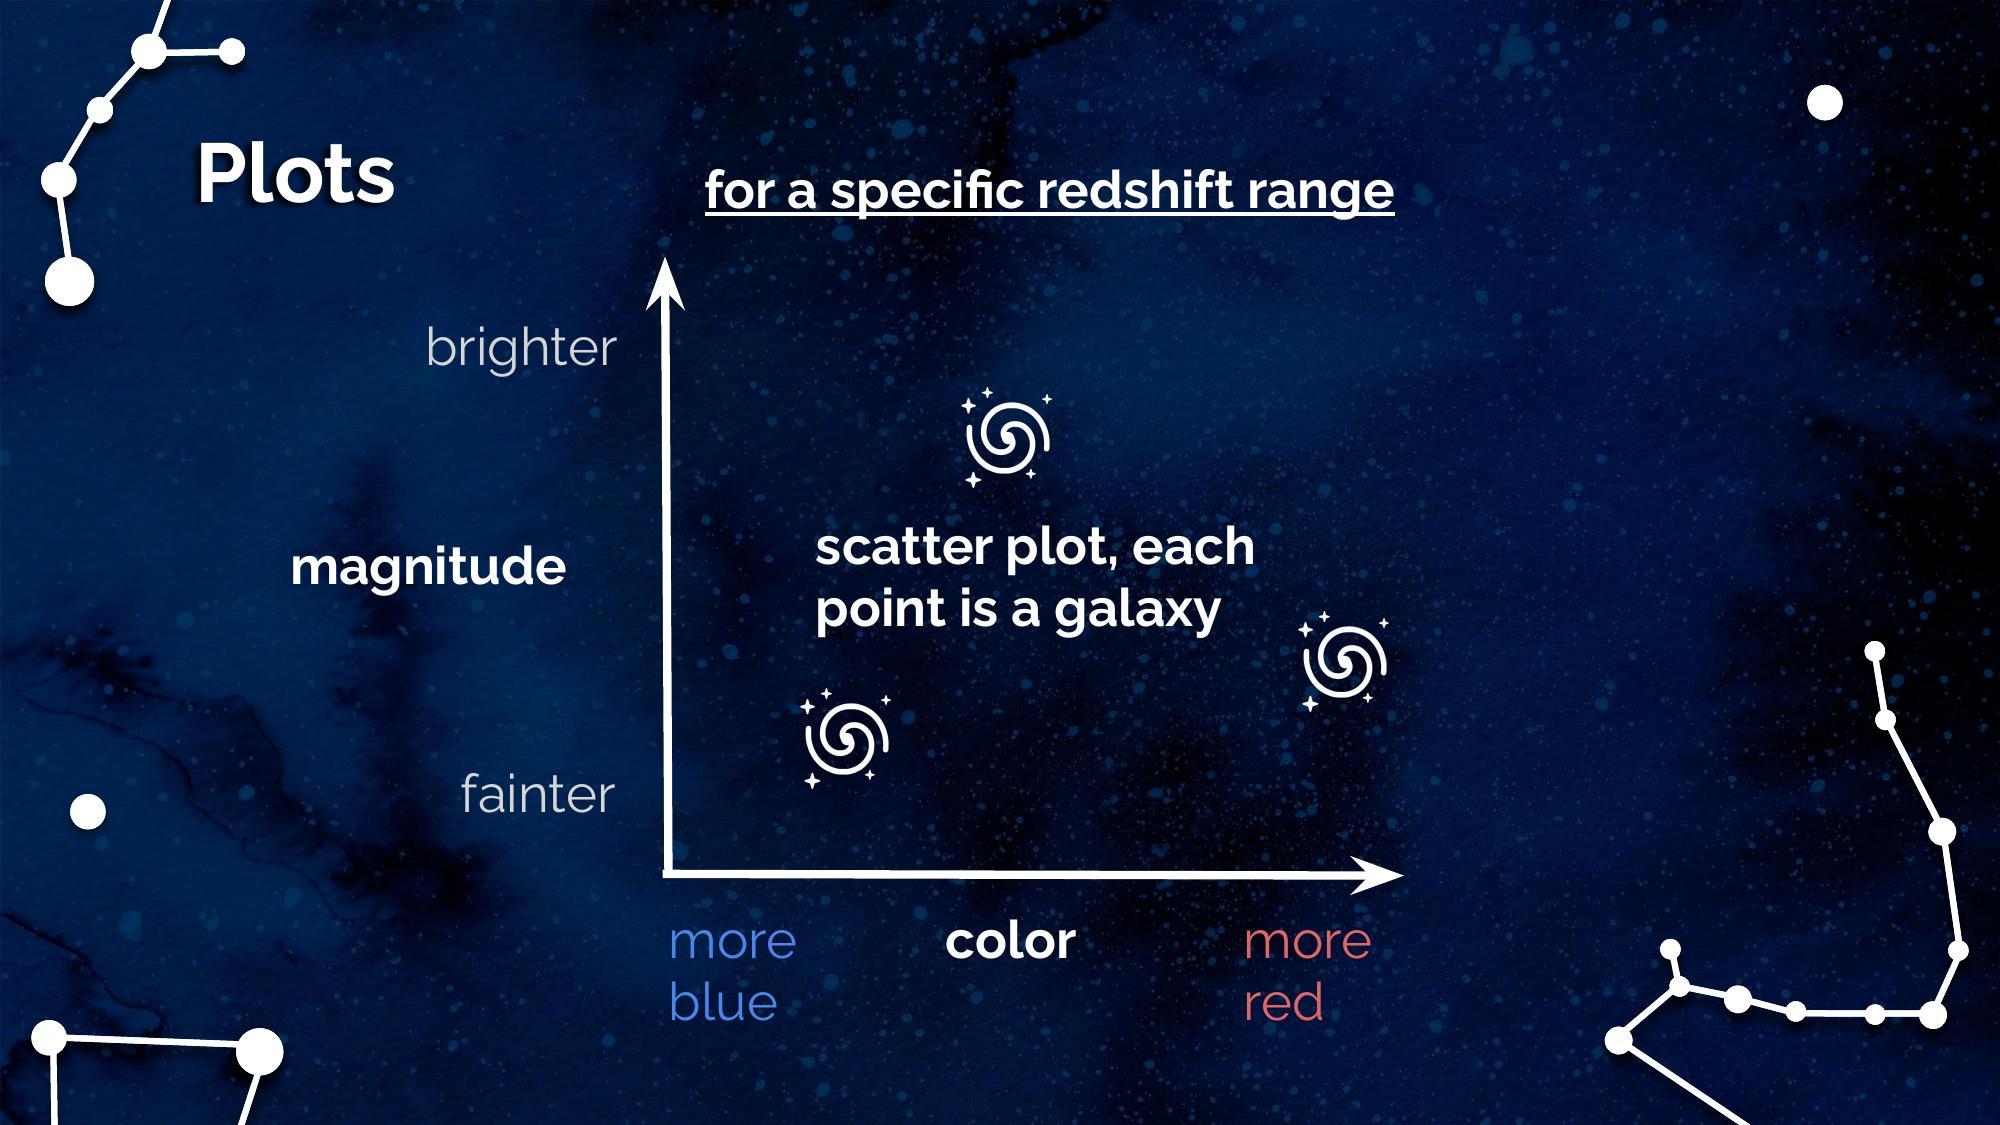 Plots
for a specific redshift range
brighter
magnitude
fainter
scatter plot, each
point is a galaxy
more
blue
color
more
red